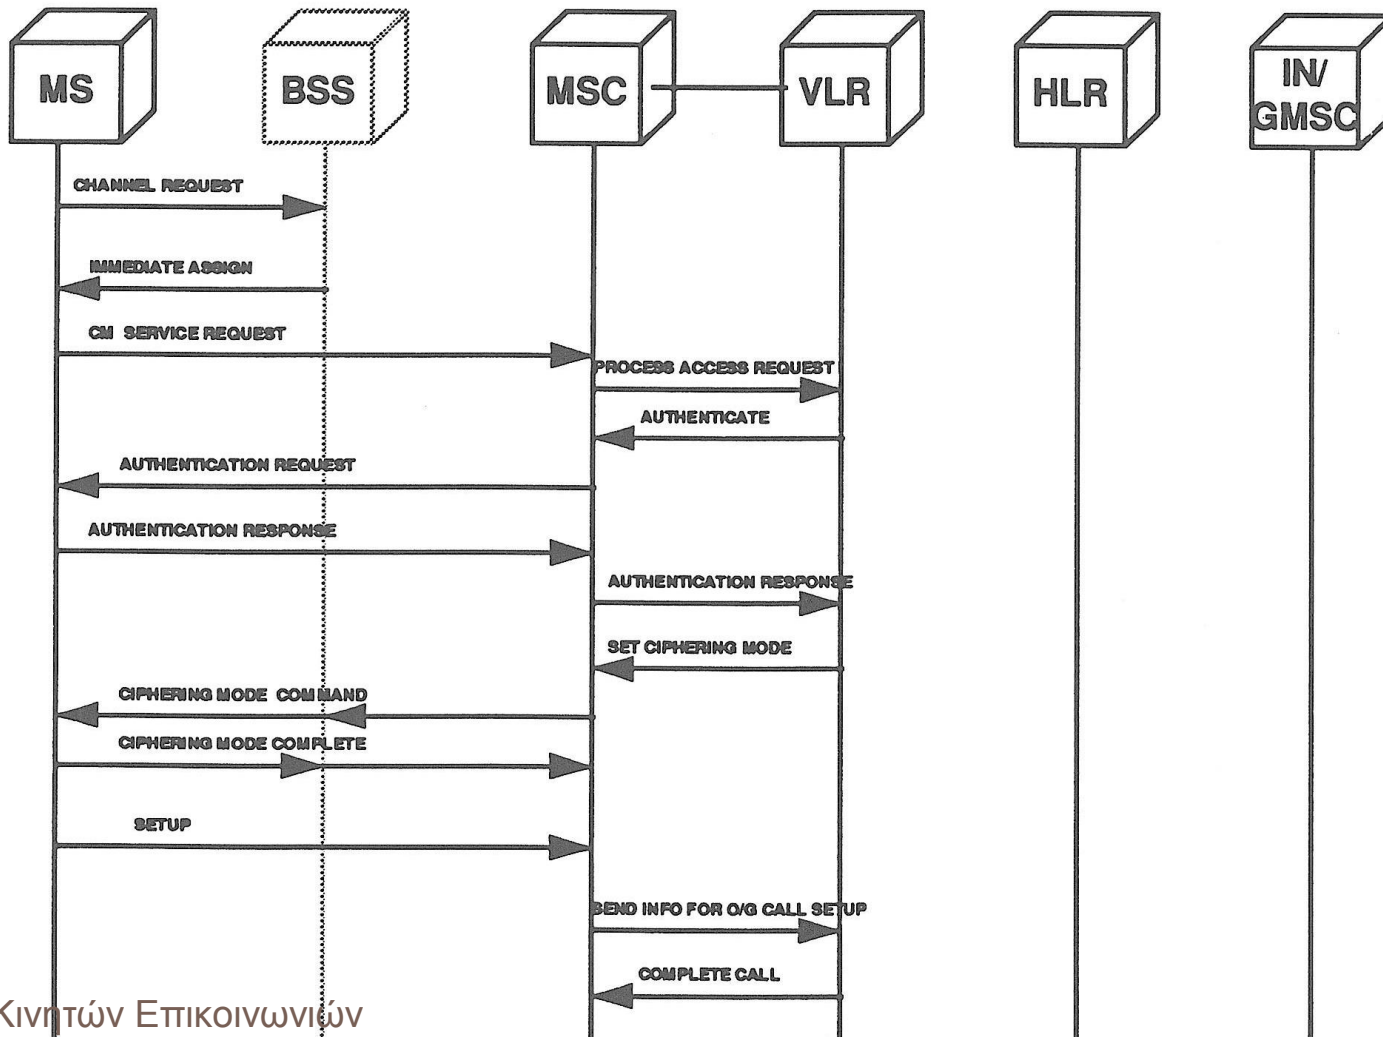 MS
BSS
MSC
VLR
HLR
IN/
GMSC
CHANNEL REQUEST
IMMEDIATE ASSIGN
CM SERVICE REQUEST
PROCESS ACCESS REQUEST
AUTHENTICATE
AUTHENTICATION REQUEST
AUTHENTICATION RESPONSE
AUTHENTICATION RESPONSE
SET CIPHERING MODE
CIPHERING MODE COMMAND
CIPHERING MODE COMPLETE
SETUP
SEND INFO FOR O/G CALL SETUP
COMPLETE CALL
Κινητών Επικοινωνιών